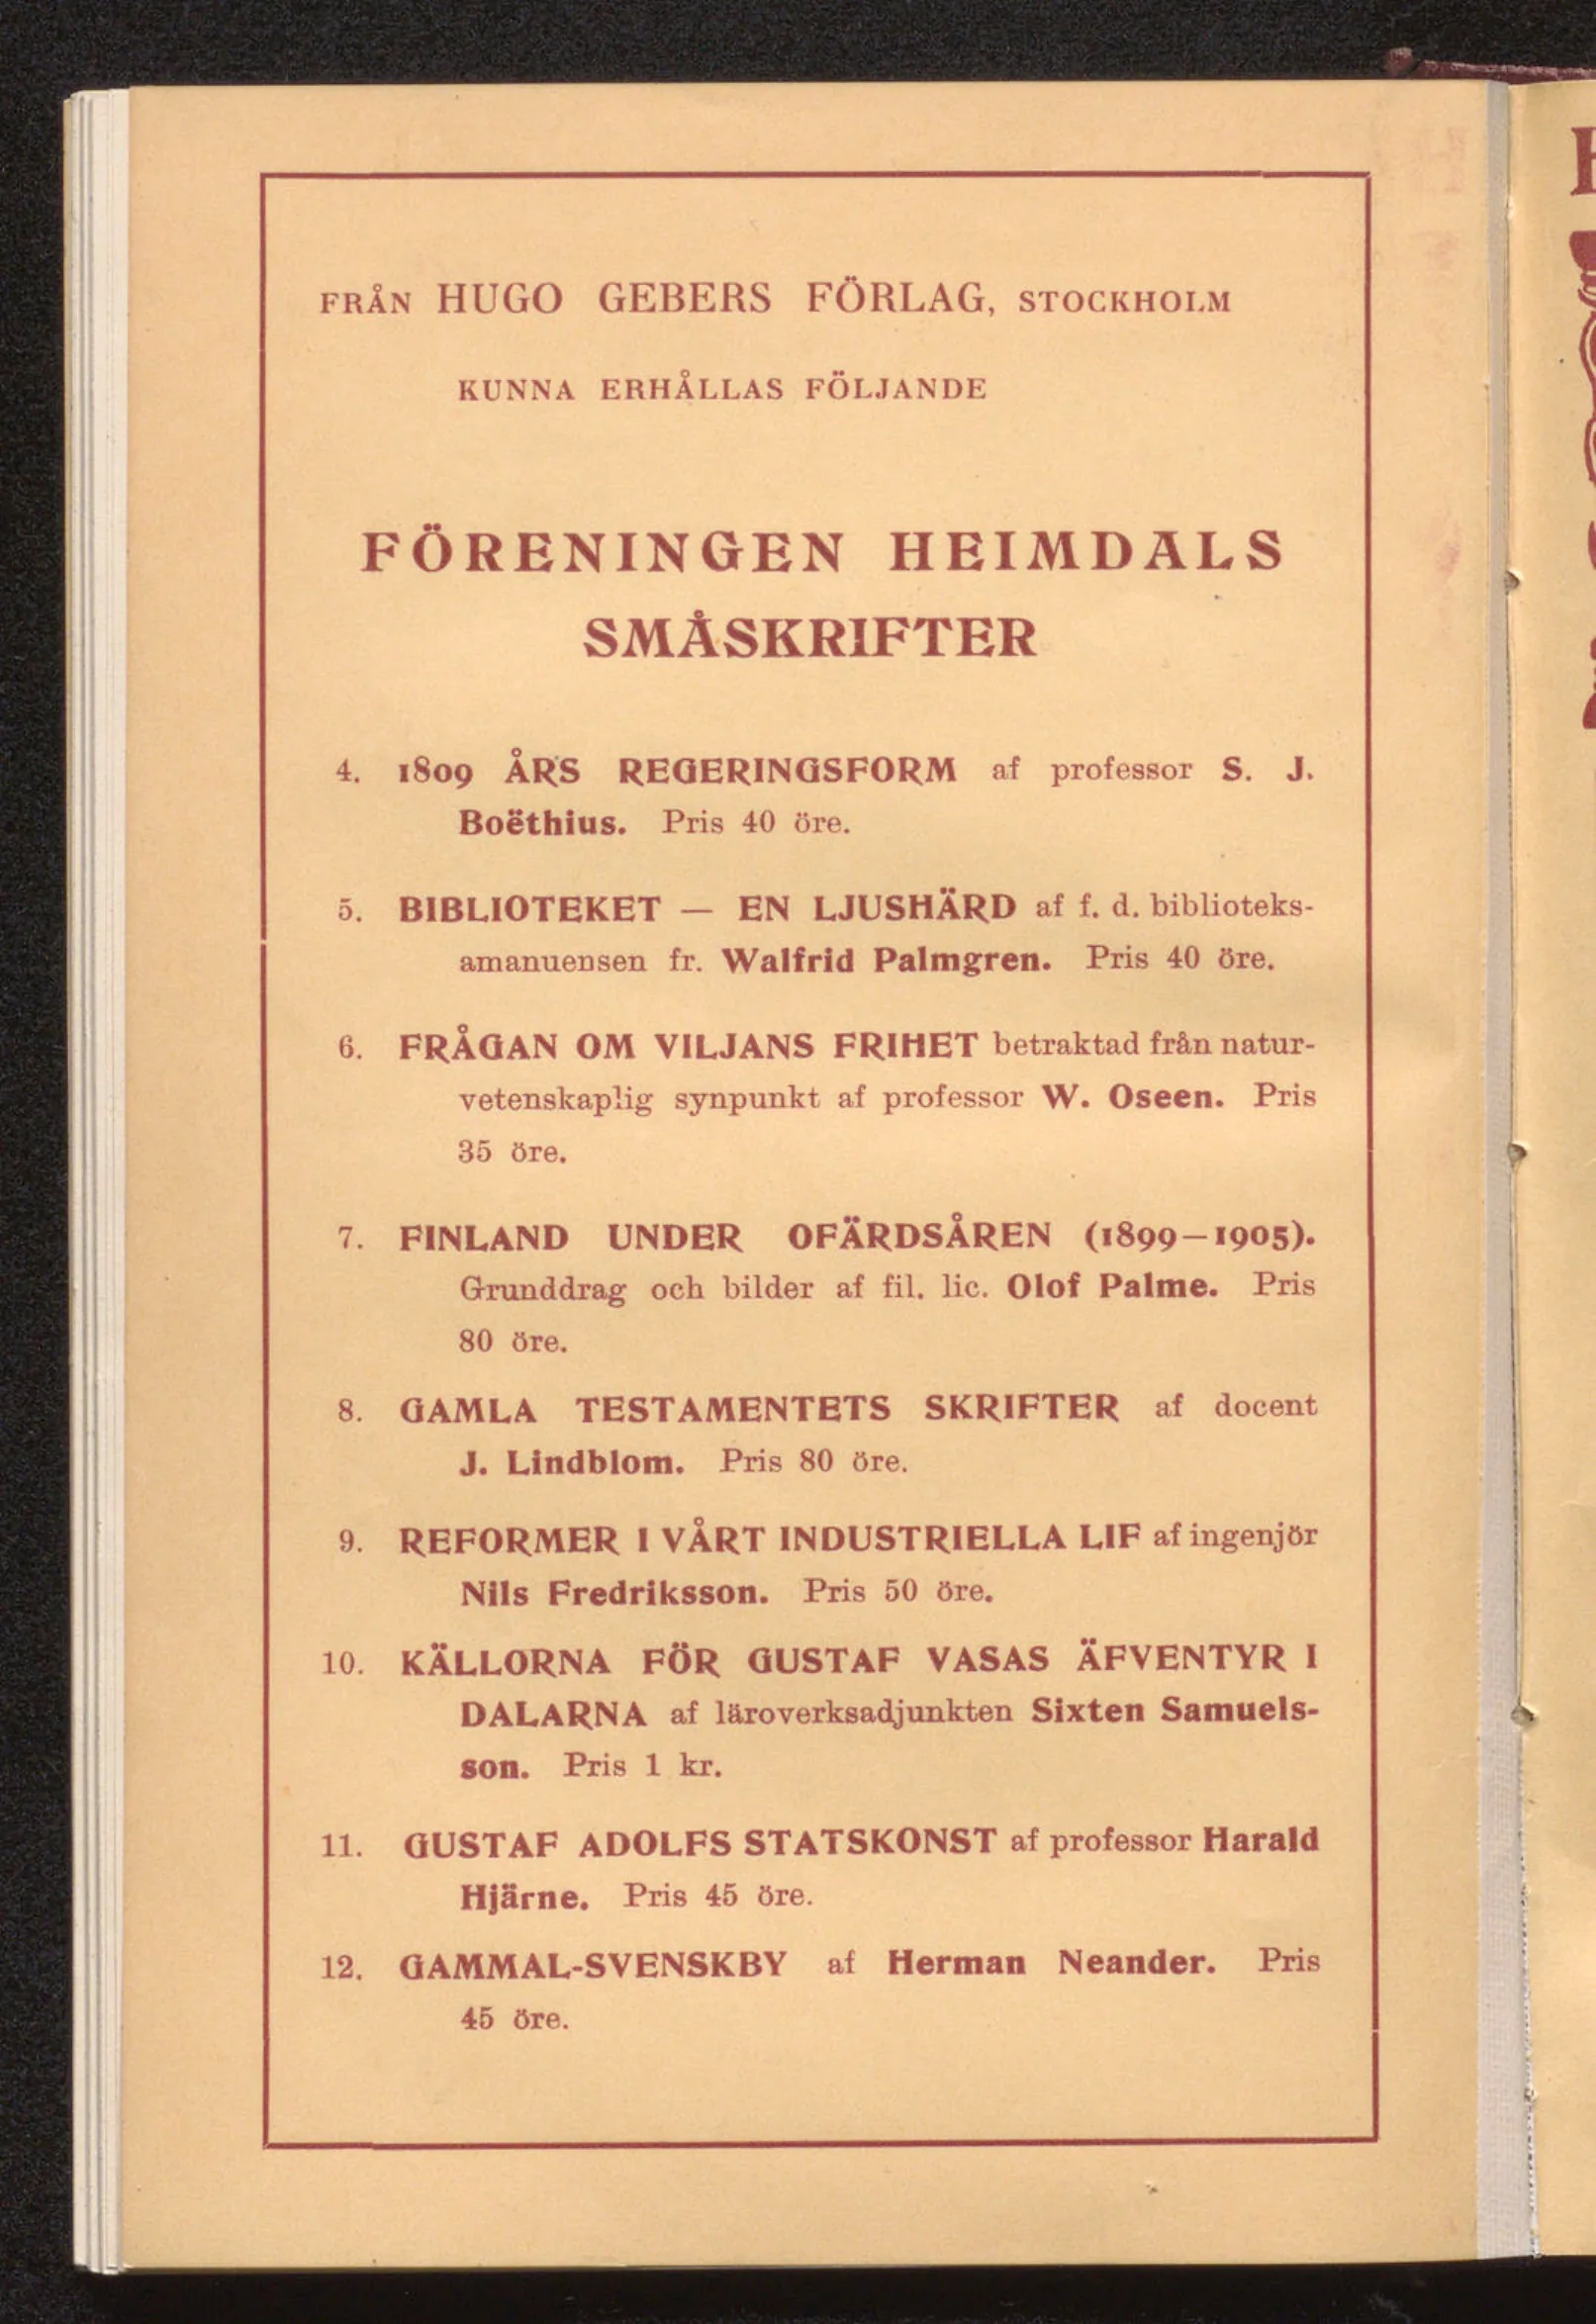 FRÅN HUGO GEBERS FÖRLAG, STOCKHOLM
KUNNA ERHÅLLAS FÖLJANDE
FÖRENINGEN HEIMDALS
SMÅSKRIFTER
4. 1809 ÅRS REGERINGSFORM af professor S. J.
Boëthius. Pris 40 öre.
5. BIBLIOTEKET — EN LJUSHÄRD af f. d. biblioteks-
amanuensen fr. Walfrid Palmgren. Pris 40 öre.
6. FRÅGAN OM VILJANS FRIHET betraktad från natur-
vetenskaplig synpunkt af professor W. Oseen. Pris
35 öre.
7. FINLAND UNDER OFÄRDSÅREN (1899—1905).
Grunddrag och bilder af fil. lic. Olof Palme. Pris
80 öre.
8. GAMLA TESTAMENTETS SKRIFTER af docent
J. Lindblom. Pris 80 öre.
9. REFORMER I VÅRT INDUSTRIELLA LIF af ingenjör
Nils Fredriksson. Pris 50 öre.
10. KÄLLORNA FÖR GUSTAF VASAS ÄFVENTYR I
DALARNA af läroverksadjunkten Sixten Samuels-
son. Pris 1 kr.
11. GUSTAF ADOLFS STATSKONST af professor Harald
Hjärne. Pris 45 öre.
12. GAMMAL-SVENSKBY af Herman Neander. Pris
45 öre.